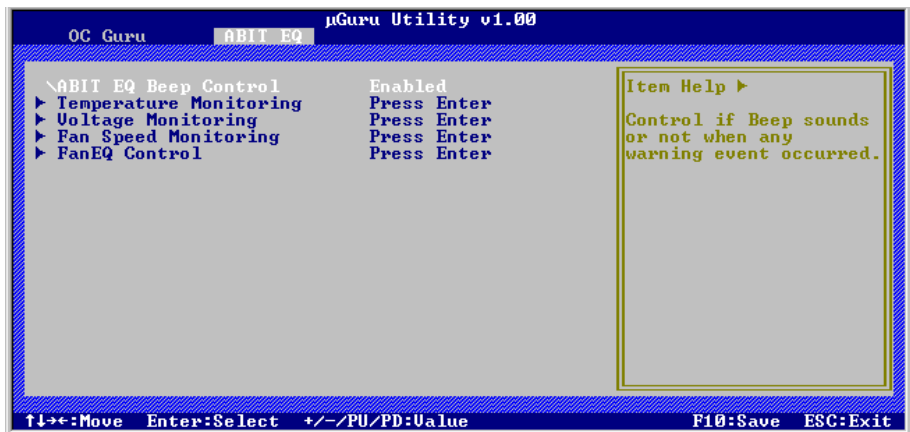 µGuru Utility v1.00
OC Guru ABIT EQ
\ABIT EQ Beep Control Enabled
Temperature Monitoring Press Enter
Voltage Monitoring Press Enter
Fan Speed Monitoring Press Enter
FanEQ Control Press Enter
Item Help
Control if Beep sounds
or not when any
warning event occurred.
↑↓→←:Move Enter:Select +/-/PU/PD:Value F10:Save ESC:Exit